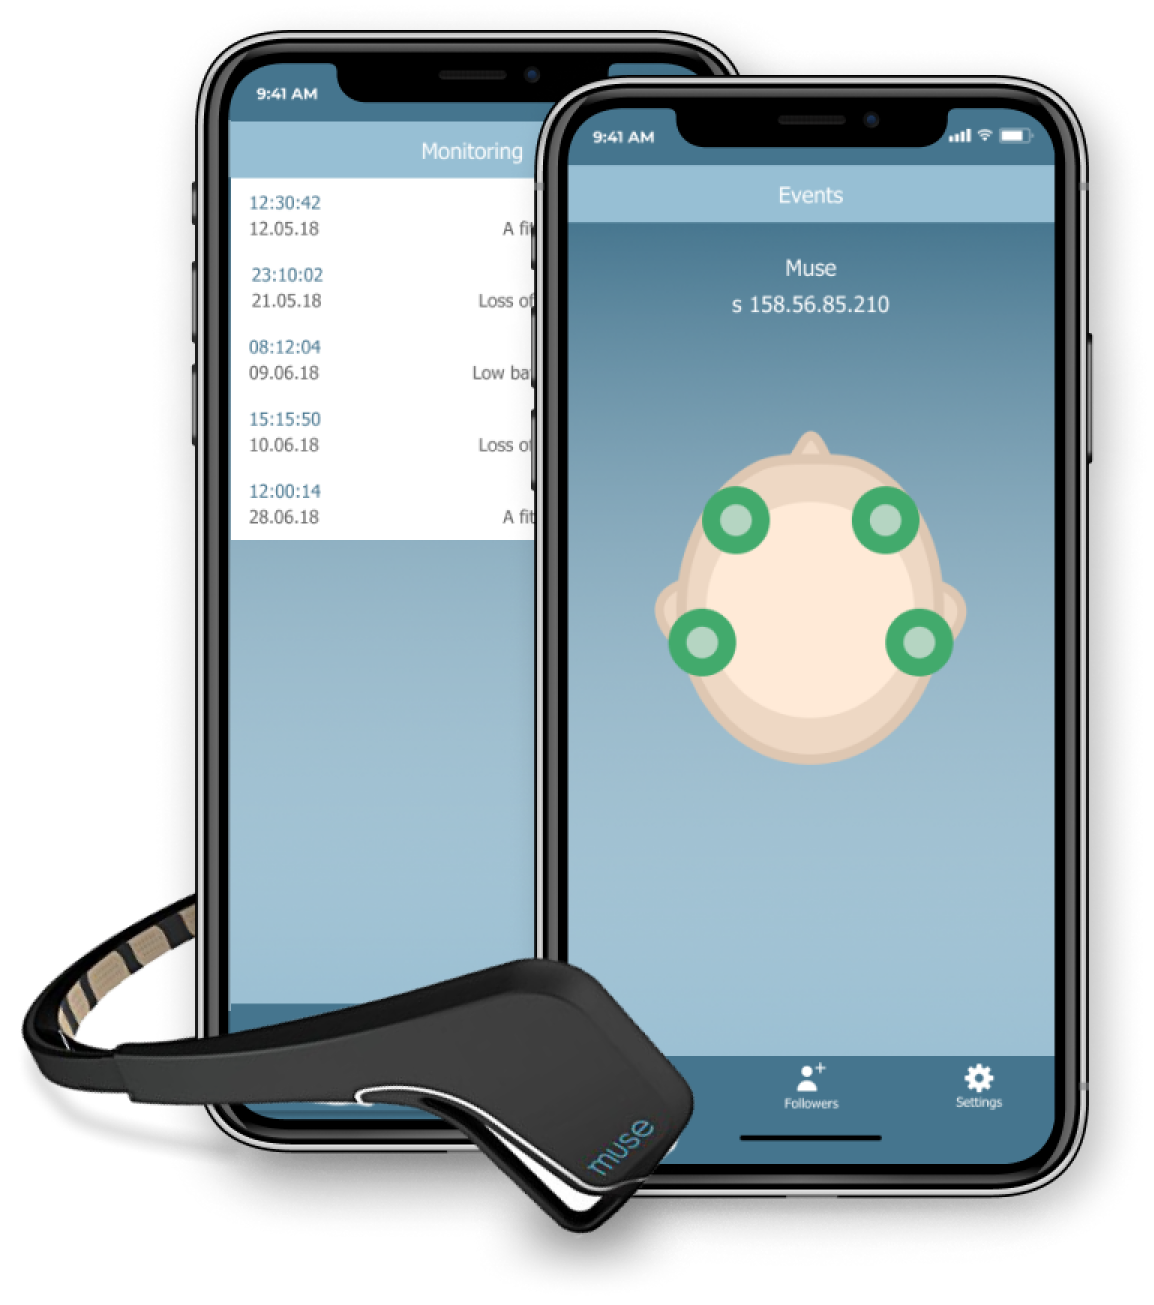 9:41 AM
Monitoring
12:30:42
12.05.18
A fit
23:10:02
21.05.18
Loss of
08:12:04
09.06.18
Low
15:15:50
10.06.18
Loss of
12:00:14
28.06.18
A fit
9:41 AM
Events
Muse
s 158.56.85.210
Followers
Settings
muse